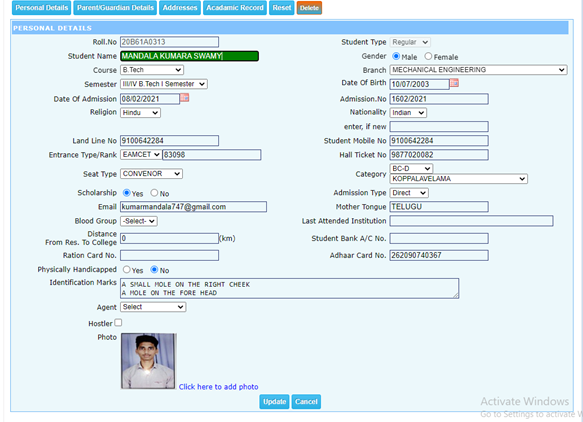 Personal Details Parent/Guardian Details Addresses Acadamic Record Reset Delete
PERSONAL DETAILS
Roll.No 20B61A0313 Student Type Regular
Student Name MANDALA KUMARA SWAMY Gender Male Female
Course B.Tech Branch MECHANICAL ENGINEERING
Semester III/IV B.Tech I Semester Date Of Birth 10/07/2003
Date Of Admission 08/02/2021 Admission.No 1602/2021
Religion Hindu Nationality Indian
enter, if new
Land Line No 9100642284 Student Mobile No 9100642284
Entrance Type/Rank EAMCET 83098 Hall Ticket No 9877020082
Seat Type CONVENOR Category BC-D
KOPPALAVELAMA
Scholarship Yes No Admission Type Direct
Email kumarmandala747@gmail.com Mother Tongue TELUGU
Blood Group -Select- Last Attended Institution
Distance
From Res. To College 0 (km) Student Bank A/C No.
Ration Card No. Adhaar Card No. 262090740367
Physically Handicapped Yes No
Identification Marks A SMALL MOLE ON THE RIGHT CHEEK
A MOLE ON THE FORE HEAD
Agent Select
Hostler
Photo
Click here to add photo
Update Cancel
Activate Windows
Go to Settings to activate W